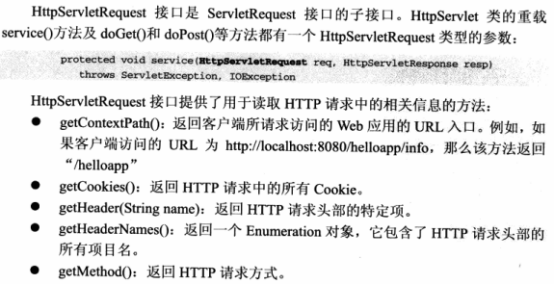 HttpServletRequest 接口是 ServletRequest 接口的子接口。HttpServlet 类的重载
service()方法及 doGet()和 doPost()等方法都有一个 HttpServletRequest 类型的参数：
protected void service(HttpServletRequest req, HttpServletResponse resp)
throws ServletException, IOException
HttpServletRequest 接口提供了用于读取 HTTP 请求中的相关信息的方法：
● getContextPath()：返回客户端所请求访问的 Web 应用的 URL 入口。例如，如
果客户端访问的 URL 为 http://localhost:8080/helloapp/info，那么该方法返回
“/helloapp”
● getCookies()：返回 HTTP 请求中的所有 Cookie。
● getHeader(String name)：返回 HTTP 请求头部的特定项。
● getHeaderNames()：返回一个 Enumeration 对象，它包含了 HTTP 请求头部的
所有项目名。
● getMethod()：返回 HTTP 请求方式。